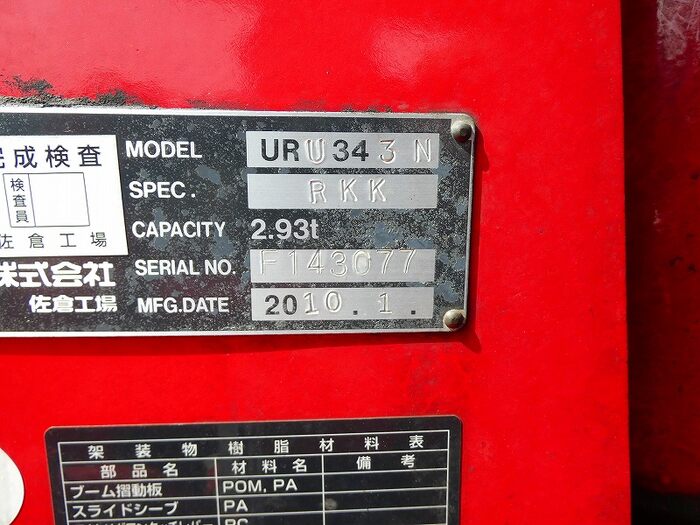 完成検査
検査員
佐倉工場
株式会社
佐倉工場
MODEL URU343N
SPEC. RKK
CAPACITY 2.93t
SERIAL NO. F143077
MFG.DATE 2010.1.
架装物樹脂材料表
部品名 材料名 備考
ブーム摺動板 POM, PA
スライドシーブ PA
PC